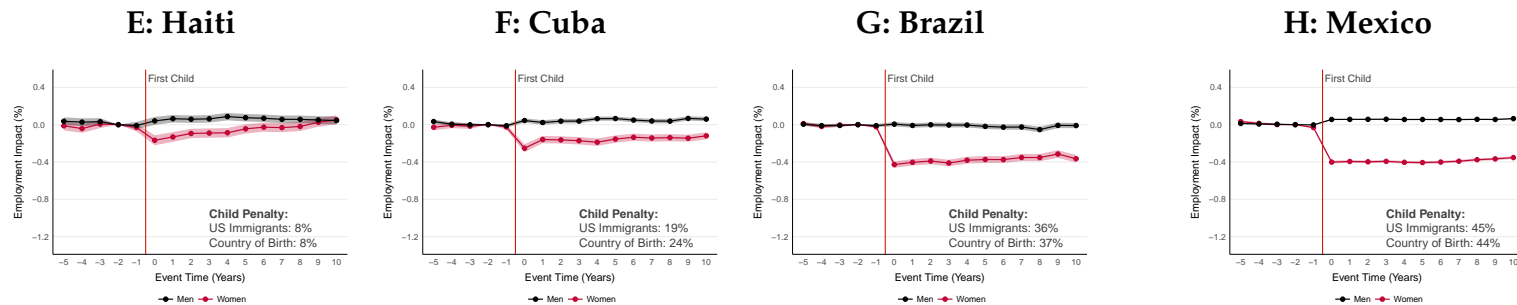 E: Haiti
First Child
0.4
0.0
−0.4
−0.8
−1.2
Employment Impact (%)
Child Penalty:
US Immigrants: 8%
Country of Birth: 8%
−5 −4 −3 −2 −1 0 1 2 3 4 5 6 7 8 9 10
Event Time (Years)
Men Women
F: Cuba
First Child
0.4
0.0
−0.4
−0.8
−1.2
Employment Impact (%)
Child Penalty:
US Immigrants: 19%
Country of Birth: 24%
−5 −4 −3 −2 −1 0 1 2 3 4 5 6 7 8 9 10
Event Time (Years)
Men Women
G: Brazil
First Child
0.4
0.0
−0.4
−0.8
−1.2
Employment Impact (%)
Child Penalty:
US Immigrants: 36%
Country of Birth: 37%
−5 −4 −3 −2 −1 0 1 2 3 4 5 6 7 8 9 10
Event Time (Years)
Men Women
H: Mexico
First Child
0.4
0.0
−0.4
−0.8
−1.2
Employment Impact (%)
Child Penalty:
US Immigrants: 45%
Country of Birth: 44%
−5 −4 −3 −2 −1 0 1 2 3 4 5 6 7 8 9 10
Event Time (Years)
Men Women